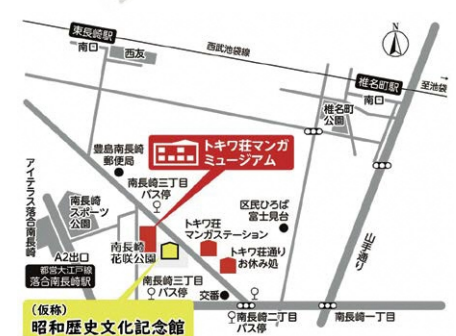 東長崎駅
南口
西友
西武池袋線
N
椎名町駅
南口
至池袋
椎名町
公園
豊島南長崎
郵便局
トキワ荘マンガ
ミュージアム
南長崎三丁目
バス停
アイテラス落合南長崎
南長崎
スポーツ
公園
区民ひろば
富士見台
山手通り
トキワ荘
マンガステーション
A2出口
都営大江戸線
落合南長崎駅
南長崎
花咲公園
トキワ荘通り
お休み処
南長崎三丁目
バス停
交番
(仮称)
昭和歴史文化記念館
南長崎二丁目
バス停
南長崎一丁目